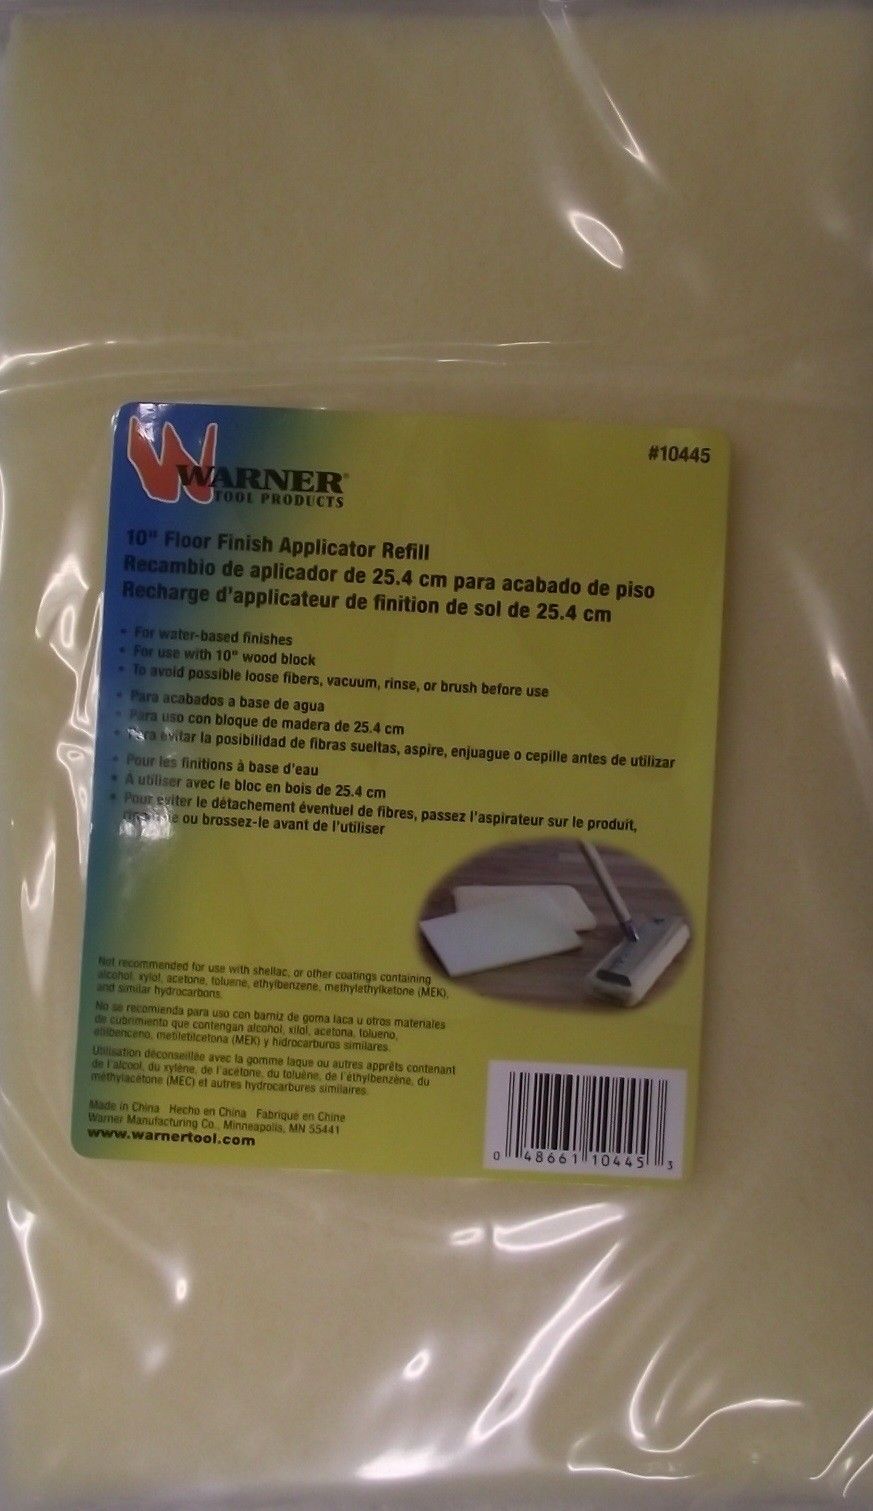 #10445
WARNER®
TOOL PRODUCTS
10" Floor Finish Applicator Refill
Recambio de aplicador de 25.4 cm para acabado de piso
Recharge d'applicateur de finition de sol de 25.4 cm
• For water-based finishes
• For use with 10" wood block
• To avoid possible loose fibers, vacuum, rinse, or brush before use
• Para acabados a base de agua
• Para uso con bloque de madera de 25.4 cm
• Para evitar la posibilidad de fibras sueltas, aspire, enjuague o cepille antes de utilizar
• Pour les finitions à base d'eau
• A utiliser avec le bloc en bois de 25.4 cm
• Pour eviter le détachement éventuel de fibres, passez l'aspirateur sur le produit,
ou brossez-le avant de l'utiliser
Not recommended for use with shellac, or other coatings containing
alcohol, xylol, acetone, toluene, ethylbenzene, methylethylketone (MEK),
and similar hydrocarbons.
No se recomienda para uso con barniz de goma laca u otros materiales
de cubrimiento que contengan alcohol, xilol, acetona, tolueno,
etilbenceno, metiletilcetona (MEK) y hidrocarburos similares.
Utilisation déconseillée avec la gomme laque ou autres apprêts contenant
de l'alcool, du xylène, de l'acétone, du toluène, de l'éthylbenzène, du
méthylacétone (MEC) et autres hydrocarbures similaires.
Made in China Hecho en China Fabriqué en Chine
Warner Manufacturing Co., Minneapolis, MN 55441
www.warnertool.com
0 48661 10445 3